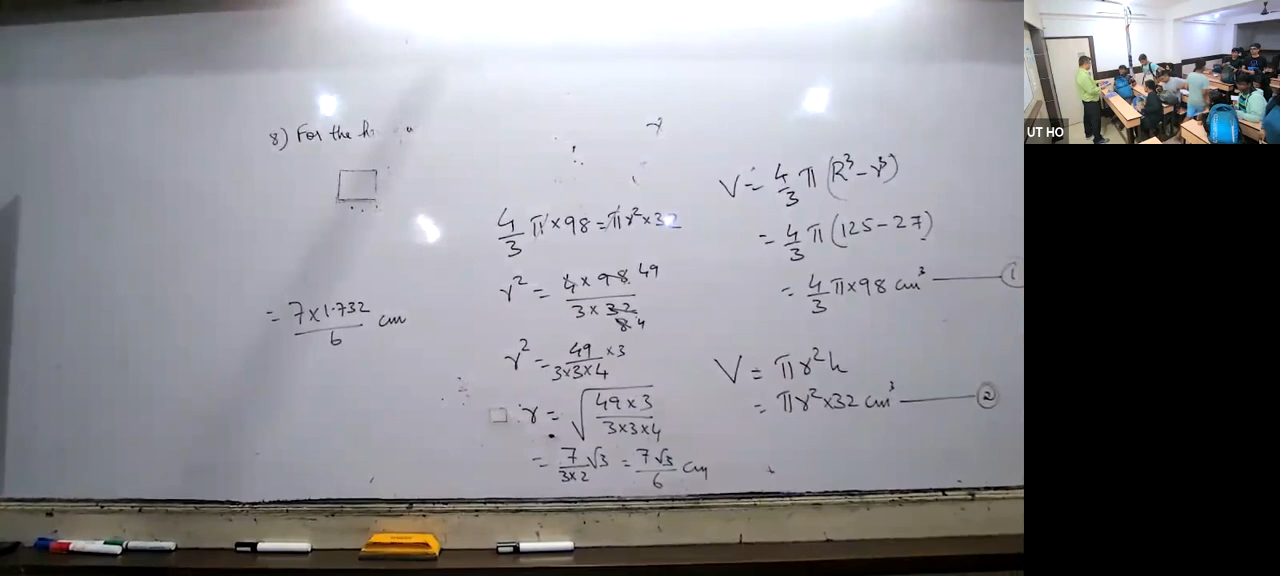 8) For the
= 7×1.732/6 cm
4/3 π × 98 = πr² × 32
r² = 4 × 98 49 / 3 × 32 8 4
r² = 49/3×3×4 × 3
r = √(49 × 3 / 3×3×4)
= 7/3×2 √3 = 7√3/6 cm
V = 4/3 π (R³ − r³)
= 4/3 π (125 − 27)
= 4/3 π × 98 cm³ —— ①
V = πr²h
= πr² × 32 cm³ —— ②
UT HO